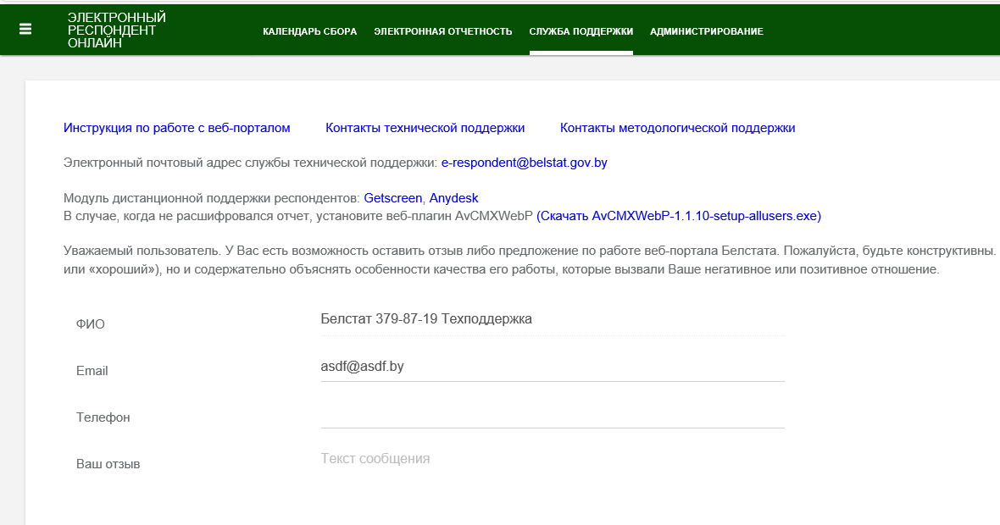 ЭЛЕКТРОННЫЙ
РЕСПОНДЕНТ
ОНЛАЙН
КАЛЕНДАРЬ СБОРА ЭЛЕКТРОННАЯ ОТЧЕТНОСТЬ СЛУЖБА ПОДДЕРЖКИ АДМИНИСТРИРОВАНИЕ
Инструкция по работе с веб-порталом Контакты технической поддержки Контакты методологической поддержки
Электронный почтовый адрес службы технической поддержки: e-respondent@belstat.gov.by
Модуль дистанционной поддержки респондентов: Getscreen, Anydesk
В случае, когда не расшифровался отчет, установите веб-плагин AvCMXWebP (Скачать AvCMXWebP-1.1.10-setup-allusers.exe)
Уважаемый пользователь. У Вас есть возможность оставить отзыв либо предложение по работе веб-портала Белстата. Пожалуйста, будьте конструктивны.
или «хороший»), но и содержательно объяснять особенности качества его работы, которые вызвали Ваше негативное или позитивное отношение.
ФИО Белстат 379-87-19 Техподдержка
Email asdf@asdf.by
Телефон
Ваш отзыв Текст сообщения